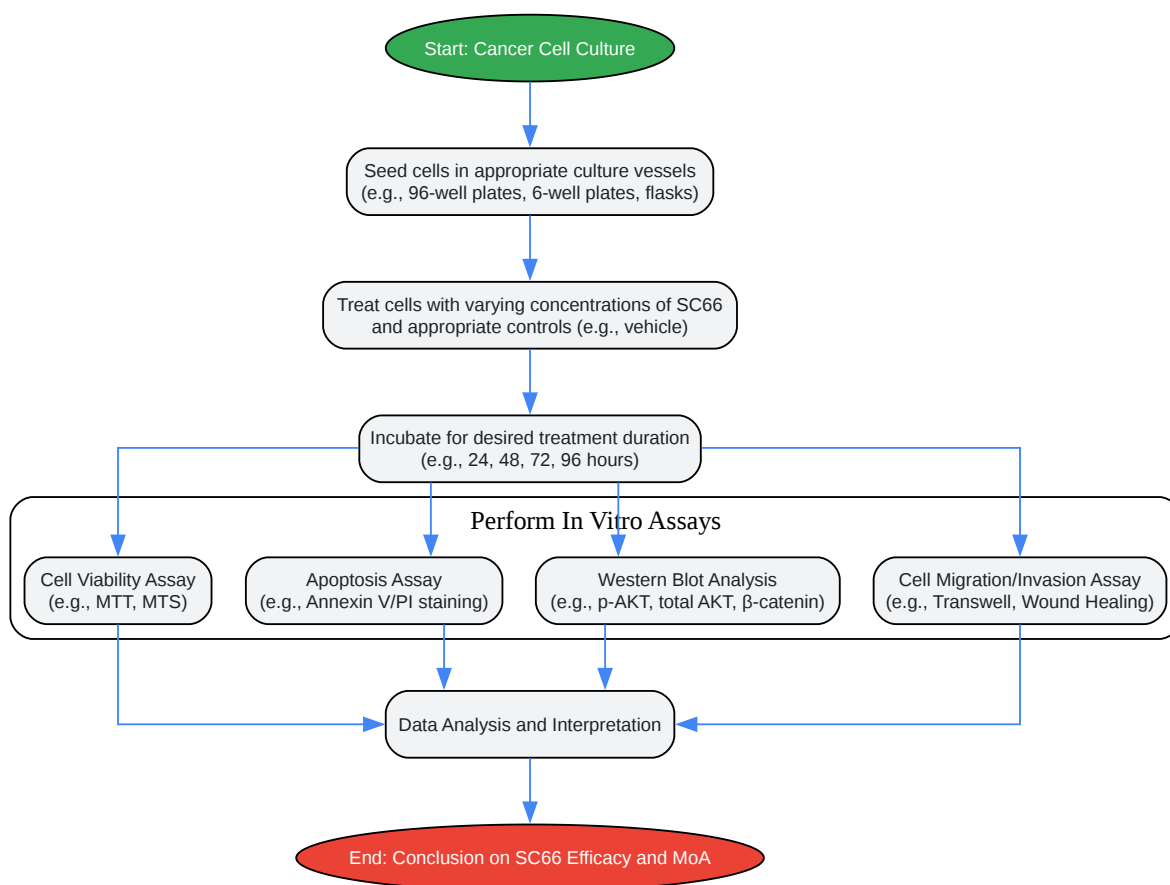 Start: Cancer Cell Culture
Seed cells in appropriate culture vessels
(e.g., 96-well plates, 6-well plates, flasks)
Treat cells with varying concentrations of SC66
and appropriate controls (e.g., vehicle)
Incubate for desired treatment duration
(e.g., 24, 48, 72, 96 hours)
Perform In Vitro Assays
Cell Viability Assay
(e.g., MTT, MTS)
Apoptosis Assay
(e.g., Annexin V/PI staining)
Western Blot Analysis
(e.g., p-AKT, total AKT, β-catenin)
Cell Migration/Invasion Assay
(e.g., Transwell, Wound Healing)
Data Analysis and Interpretation
End: Conclusion on SC66 Efficacy and MoA